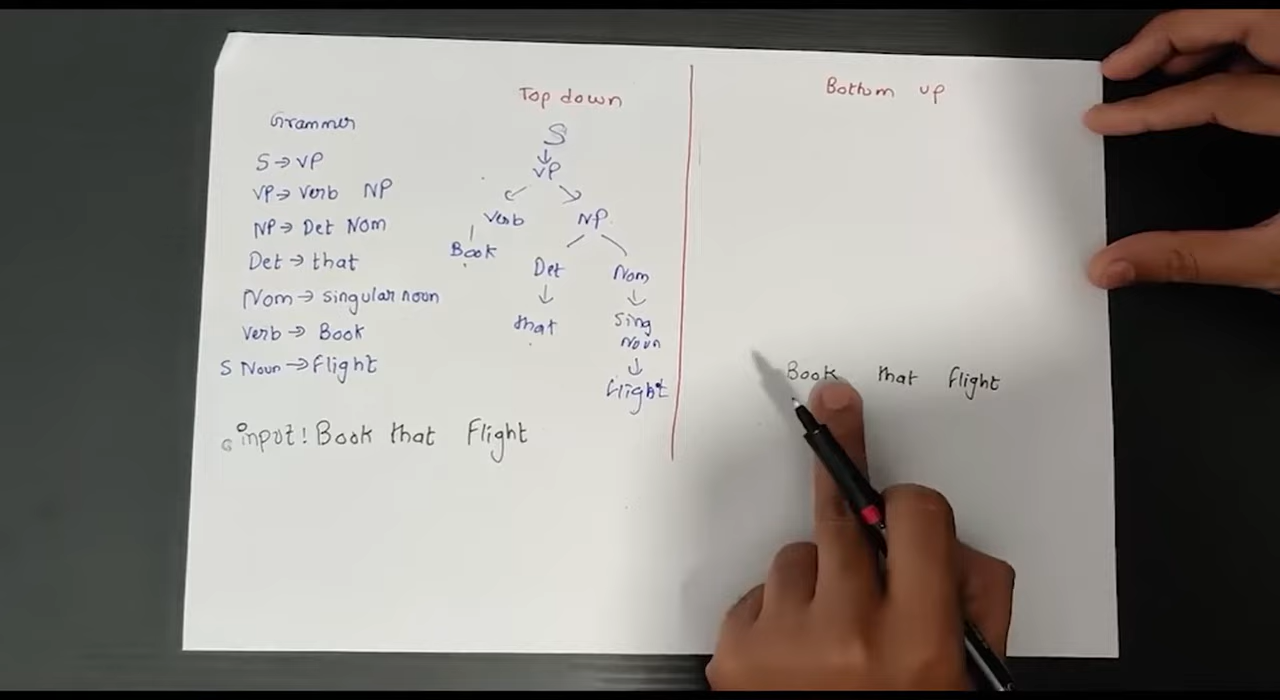 Grammer
S → VP
VP → Verb NP
NP → Det Nom
Det → that
Nom → singular noun
Verb → Book
S Noun → Flight
input! Book that Flight
Top down
S
VP
Verb NP
Book
Det Nom
that
Sing
Noun
Flight
Bottum up
Book that flight